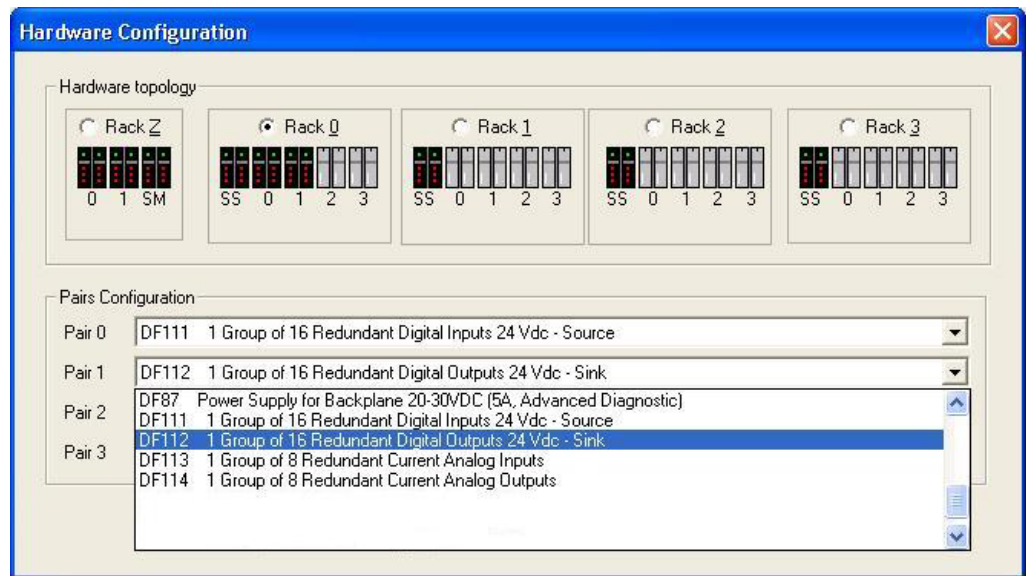 Hardware Configuration
Hardware topology
Rack Z Rack 0 Rack 1 Rack 2 Rack 3
0 1 SM SS 0 1 2 3 SS 0 1 2 3 SS 0 1 2 3 SS 0 1 2 3
Pairs Configuration
Pair 0 DF111 1 Group of 16 Redundant Digital Inputs 24 Vdc - Source
Pair 1 DF112 1 Group of 16 Redundant Digital Outputs 24 Vdc - Sink
Pair 2
Pair 3
DF87 Power Supply for Backplane 20-30VDC (5A, Advanced Diagnostic)
DF111 1 Group of 16 Redundant Digital Inputs 24 Vdc - Source
DF112 1 Group of 16 Redundant Digital Outputs 24 Vdc - Sink
DF113 1 Group of 8 Redundant Current Analog Inputs
DF114 1 Group of 8 Redundant Current Analog Outputs